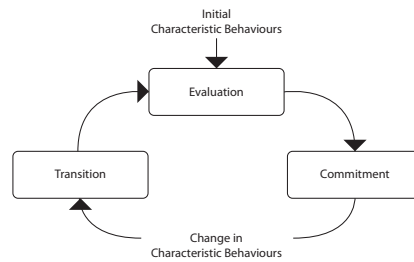 Initial
Characteristic Behaviours
Evaluation
Transition
Commitment
Change in
Characteristic Behaviours